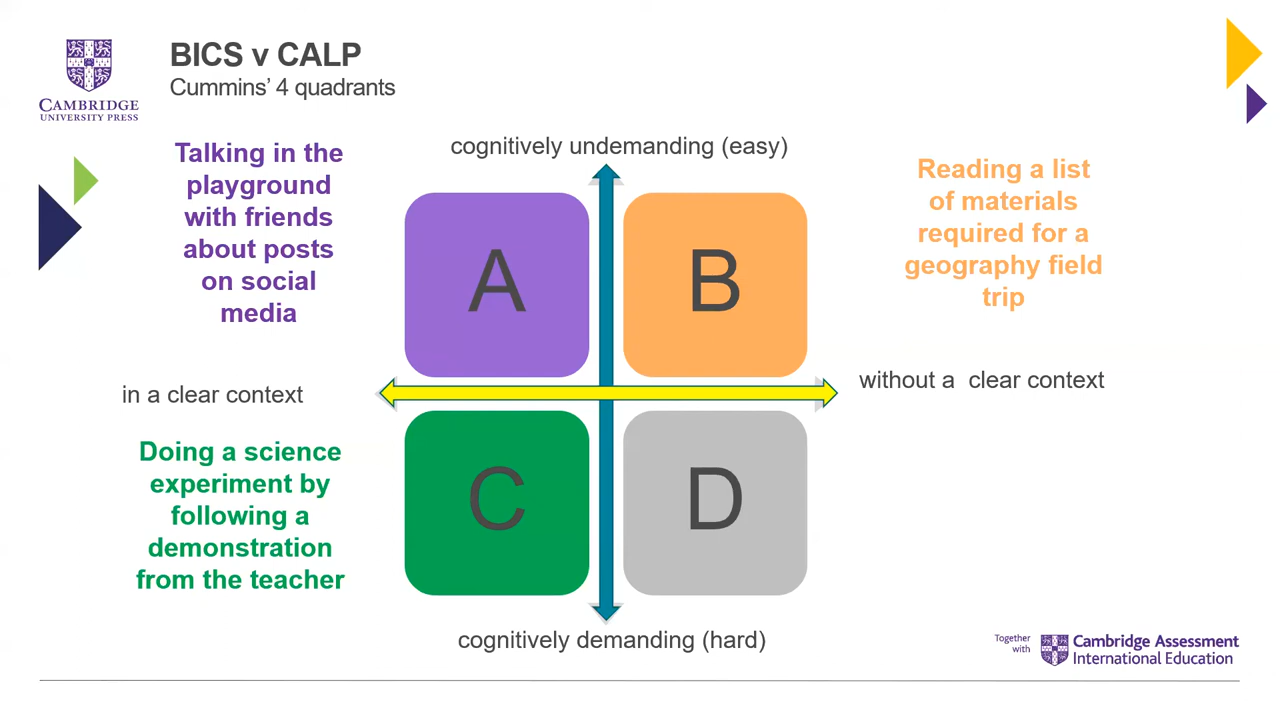 BICS v CALP
Cummins' 4 quadrants
CAMBRIDGE
UNIVERSITY PRESS
Talking in the
playground
with friends
about posts
on social
media
cognitively undemanding (easy)
Reading a list
of materials
required for a
geography field
trip
A
B
in a clear context
without a clear context
Doing a science
experiment by
following a
demonstration
from the teacher
C
D
cognitively demanding (hard)
Together
with
Cambridge Assessment
International Education